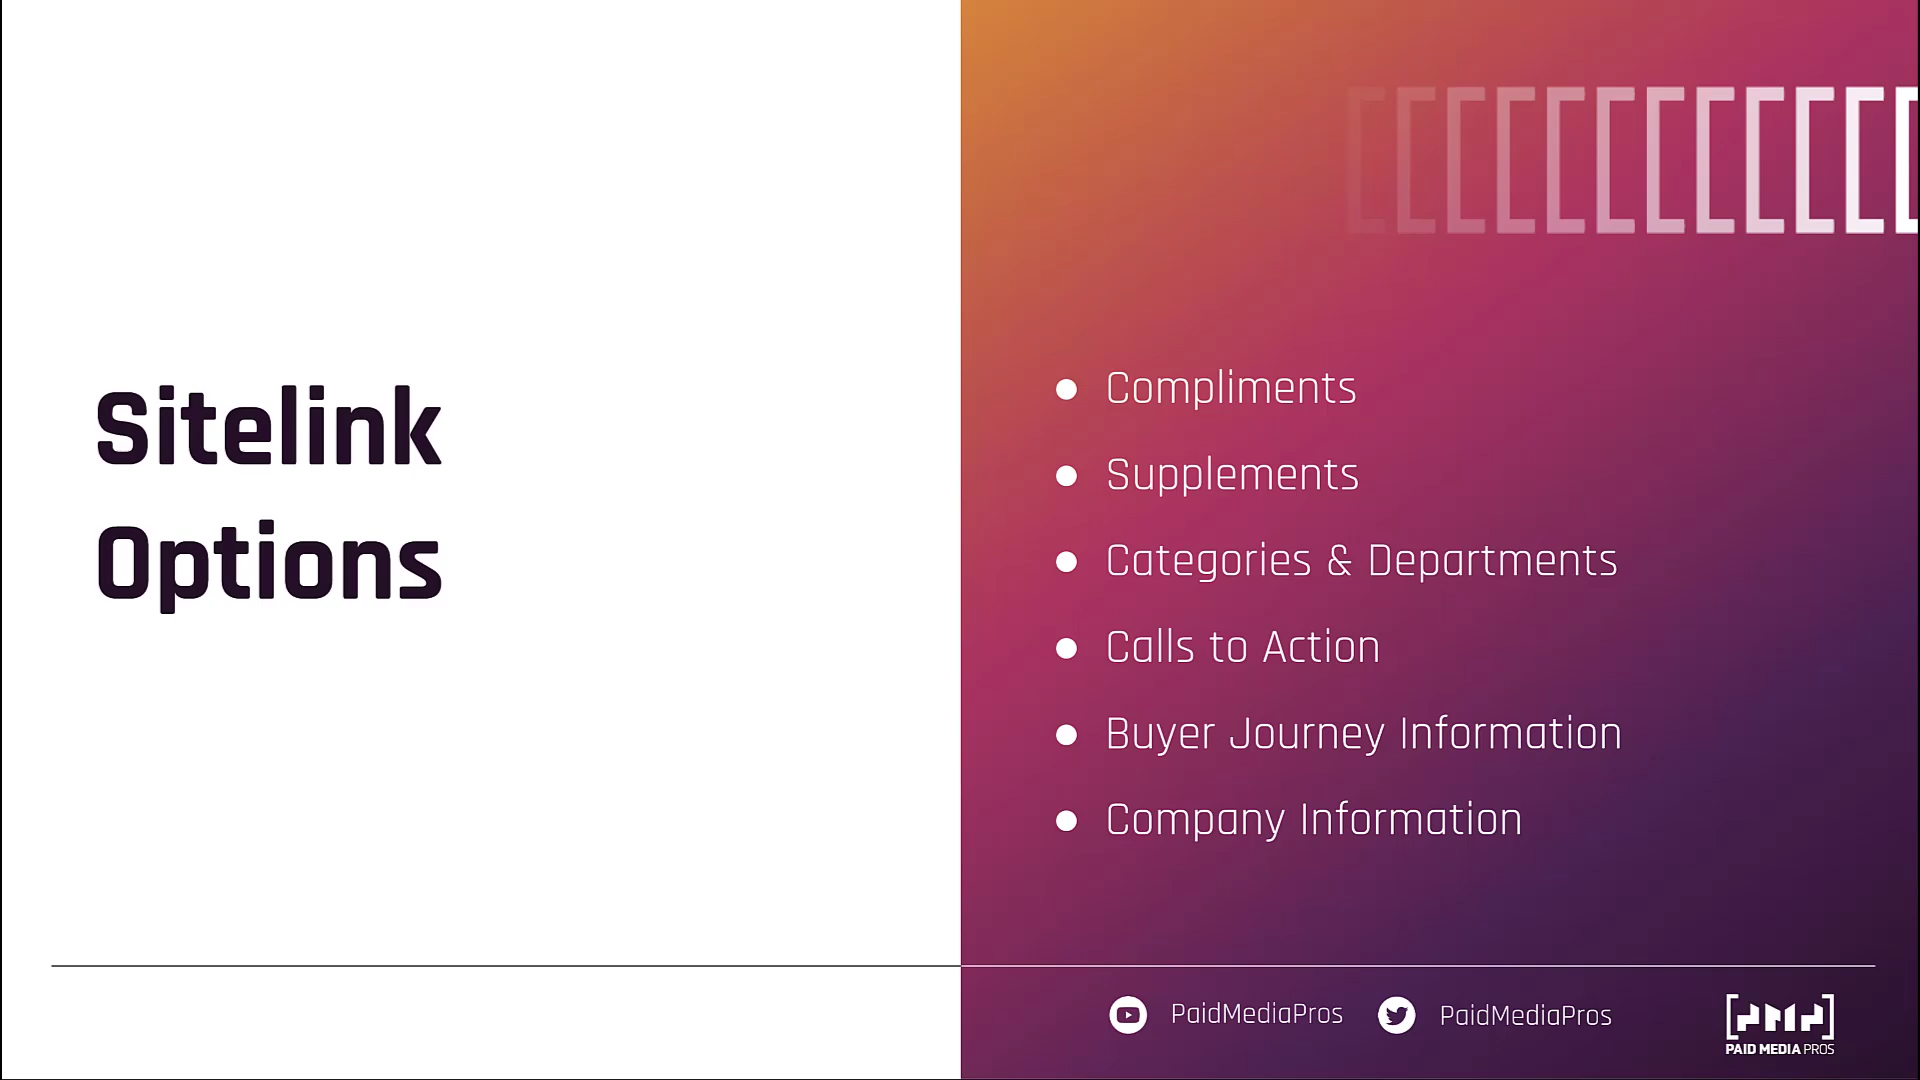 Sitelink
Options
Compliments
Supplements
Categories & Departments
Calls to Action
Buyer Journey Information
Company Information
PaidMediaPros
PaidMediaPros
PAID MEDIA PROS